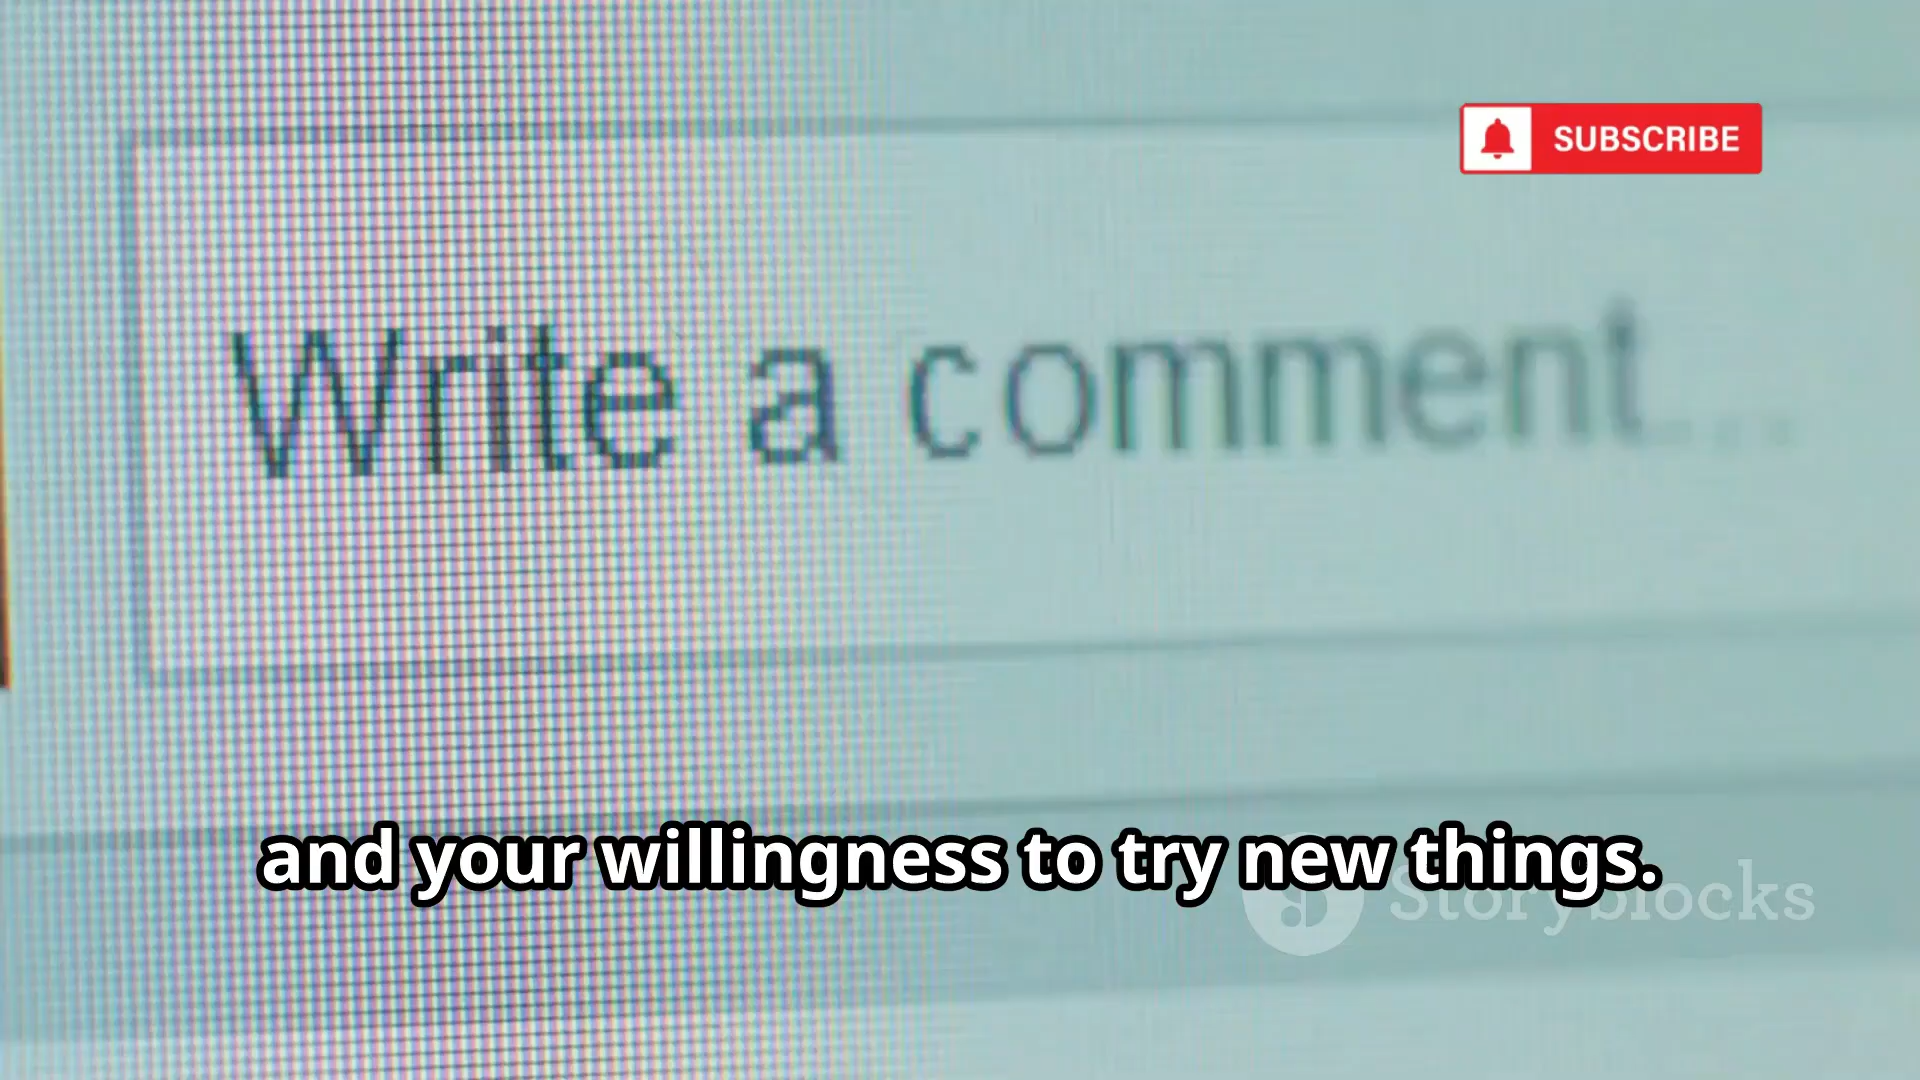 SUBSCRIBE
Write a comment...
and your willingness to try new things.
Storyblocks